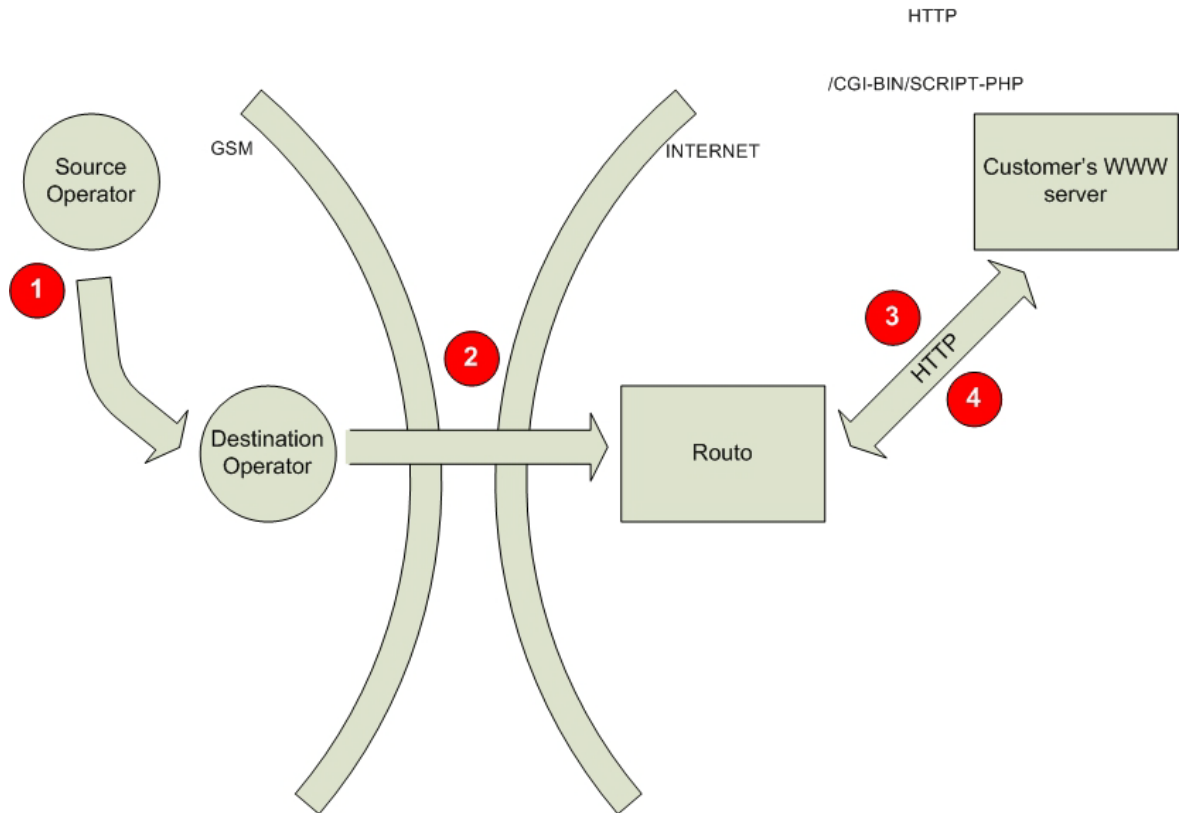 HTTP
/CGI-BIN/SCRIPT-PHP
GSM
INTERNET
Source
Operator
Customer's WWW
server
1
2
3
HTTP
4
Destination
Operator
Routo